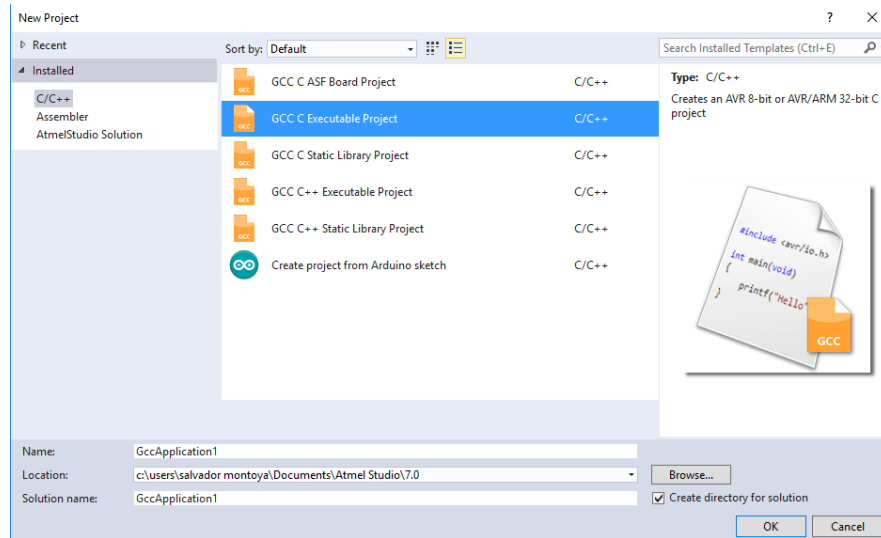 New Project
?
Recent
Installed
C/C++
Assembler
AtmelStudio Solution
Sort by: Default
Search Installed Templates (Ctrl+E)
GCC C ASF Board Project C/C++
GCC C Executable Project C/C++
GCC C Static Library Project C/C++
GCC C++ Executable Project C/C++
GCC C++ Static Library Project C/C++
Create project from Arduino sketch C/C++
Type: C/C++
Creates an AVR 8-bit or AVR/ARM 32-bit C
project
#include <avr/io.h>
int main(void)
{
printf("Hello"
}
GCC
Name: GccApplication1
Location: c:\users\salvador montoya\Documents\Atmel Studio\7.0
Browse...
Solution name: GccApplication1
Create directory for solution
OK Cancel